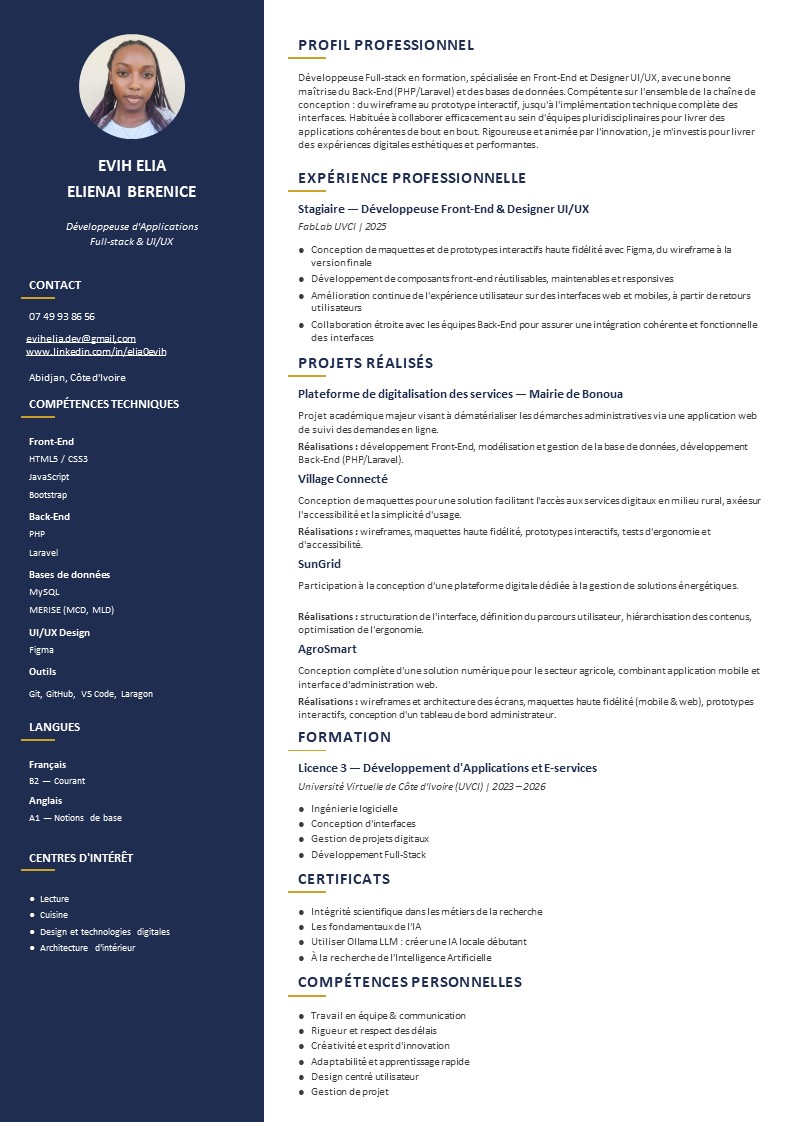 EVIH ELIA
ELIENAI BERENICE
Développeuse d'Applications
Full-stack & UI/UX
CONTACT
07 49 93 86 56
evihelia.dev@gmail.com
www.linkedin.com/in/elia0evih
Abidjan, Côte d'Ivoire
COMPÉTENCES TECHNIQUES
Front-End
HTML5 / CSS3
JavaScript
Bootstrap
Back-End
PHP
Laravel
Bases de données
MySQL
MERISE (MCD, MLD)
UI/UX Design
Figma
Outils
Git, GitHub, VS Code, Laragon
LANGUES
Français
B2 — Courant
Anglais
A1 — Notions de base
CENTRES D'INTÉRÊT
● Lecture
● Cuisine
● Design et technologies digitales
● Architecture d'intérieur
PROFIL PROFESSIONNEL
Développeuse Full-stack en formation, spécialisée en Front-End et Designer UI/UX, avec une bonne
maîtrise du Back-End (PHP/Laravel) et des bases de données. Compétente sur l'ensemble de la chaîne de
conception : du wireframe au prototype interactif, jusqu'à l'implémentation technique complète des
interfaces. Habituée à collaborer efficacement au sein d'équipes pluridisciplinaires pour livrer des
applications cohérentes de bout en bout. Rigoureuse et animée par l'innovation, je m'investis pour livrer
des expériences digitales esthétiques et performantes.
EXPÉRIENCE PROFESSIONNELLE
Stagiaire — Développeuse Front-End & Designer UI/UX
FabLab UVCI | 2025
● Conception de maquettes et de prototypes interactifs haute fidélité avec Figma, du wireframe à la
version finale
● Développement de composants front-end réutilisables, maintenables et responsives
● Amélioration continue de l'expérience utilisateur sur des interfaces web et mobiles, à partir de retours
utilisateurs
● Collaboration étroite avec les équipes Back-End pour assurer une intégration cohérente et fonctionnelle
des interfaces
PROJETS RÉALISÉS
Plateforme de digitalisation des services — Mairie de Bonoua
Projet académique majeur visant à dématérialiser les démarches administratives via une application web
de suivi des demandes en ligne.
Réalisations : développement Front-End, modélisation et gestion de la base de données, développement
Back-End (PHP/Laravel).
Village Connecté
Conception de maquettes pour une solution facilitant l'accès aux services digitaux en milieu rural, axée sur
l'accessibilité et la simplicité d'usage.
Réalisations : wireframes, maquettes haute fidélité, prototypes interactifs, tests d'ergonomie et
d'accessibilité.
SunGrid
Participation à la conception d'une plateforme digitale dédiée à la gestion de solutions énergétiques.
Réalisations : structuration de l'interface, définition du parcours utilisateur, hiérarchisation des contenus,
optimisation de l'ergonomie.
AgroSmart
Conception complète d'une solution numérique pour le secteur agricole, combinant application mobile et
interface d'administration web.
Réalisations : wireframes et architecture des écrans, maquettes haute fidélité (mobile & web), prototypes
interactifs, conception d'un tableau de bord administrateur.
FORMATION
Licence 3 — Développement d'Applications et E-services
Université Virtuelle de Côte d'Ivoire (UVCI) | 2023 – 2026
● Ingénierie logicielle
● Conception d'interfaces
● Gestion de projets digitaux
● Développement Full-Stack
CERTIFICATS
● Intégrité scientifique dans les métiers de la recherche
● Les fondamentaux de l'IA
● Utiliser Ollama LLM : créer une IA locale débutant
● À la recherche de l'Intelligence Artificielle
COMPÉTENCES PERSONNELLES
● Travail en équipe & communication
● Rigueur et respect des délais
● Créativité et esprit d'innovation
● Adaptabilité et apprentissage rapide
● Design centré utilisateur
● Gestion de projet